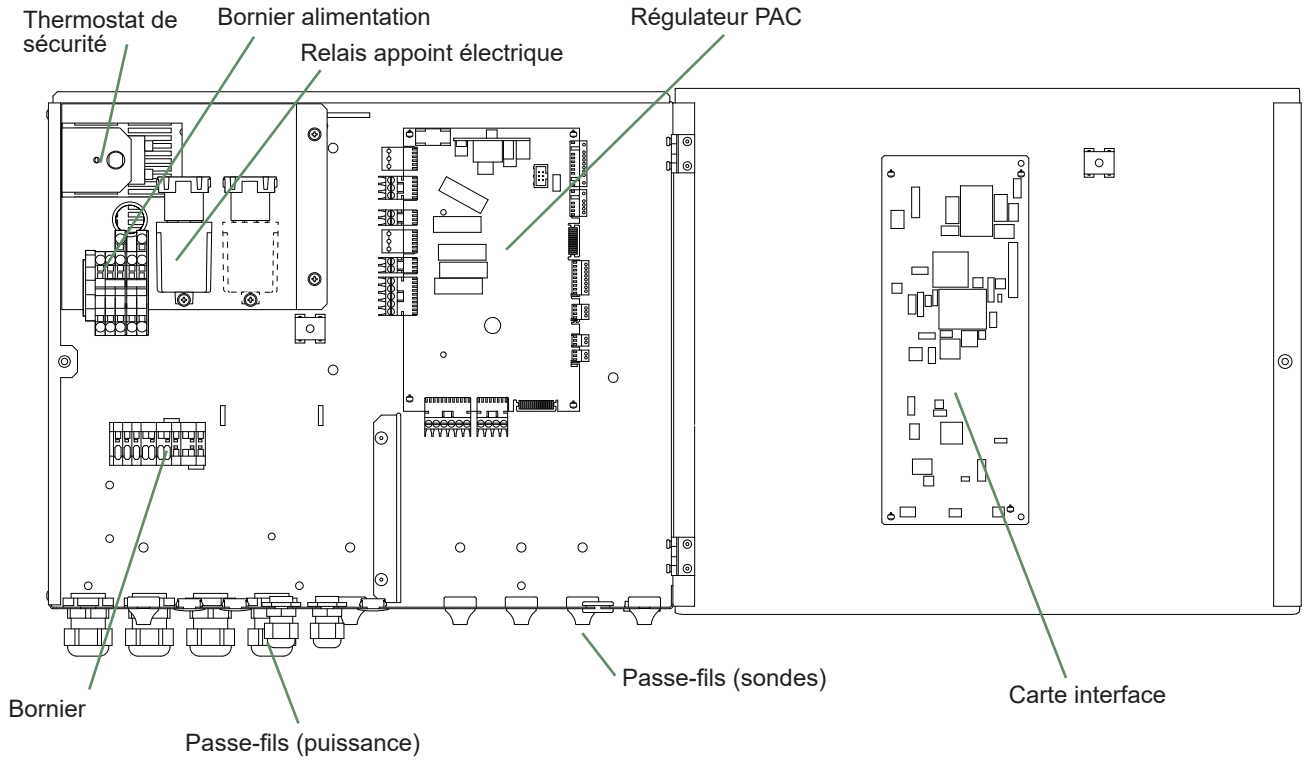 Thermostat de
sécurité
Bornier alimentation
Relais appoint électrique
Régulateur PAC
Passe-fils (sondes)
Carte interface
Bornier
Passe-fils (puissance)